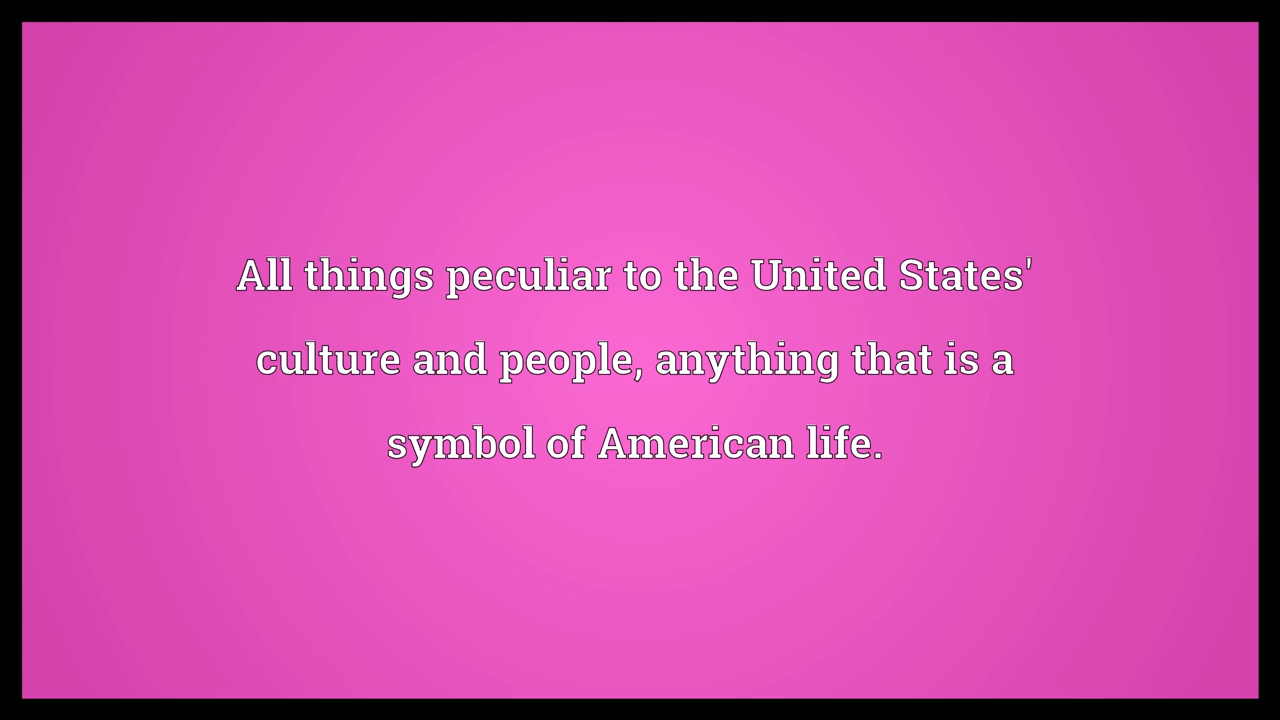 All things peculiar to the United States'
culture and people, anything that is a
symbol of American life.